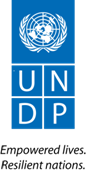 U N
D P
Empowered lives.
Resilient nations.